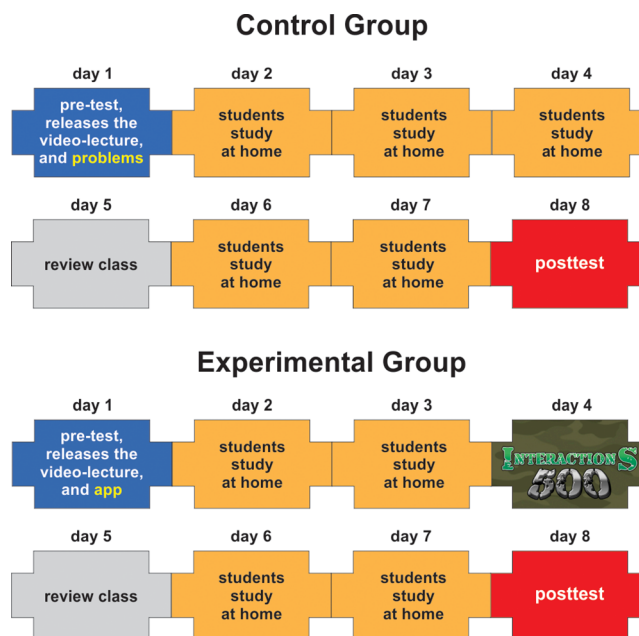 Control Group
day 1
day 2
day 3
day 4
pre-test,
releases the
video-lecture,
and problems
students
study
at home
students
study
at home
students
study
at home
day 5
day 6
day 7
day 8
review class
students
study
at home
students
study
at home
posttest
Experimental Group
day 1
day 2
day 3
day 4
pre-test,
releases the
video-lecture,
and app
students
study
at home
students
study
at home
INTERACTIONS
500
day 5
day 6
day 7
day 8
review class
students
study
at home
students
study
at home
posttest